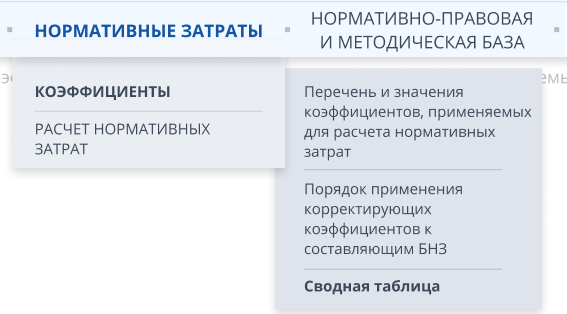 НОРМАТИВНЫЕ ЗАТРАТЫ
НОРМАТИВНО-ПРАВОВАЯ
И МЕТОДИЧЕСКАЯ БАЗА
КОЭФФИЦИЕНТЫ
РАСЧЕТ НОРМАТИВНЫХ
ЗАТРАТ
Перечень и значения
коэффициентов, применяемых
для расчета нормативных
затрат
Порядок применения
корректирующих
коэффициентов к
составляющим БНЗ
Сводная таблица